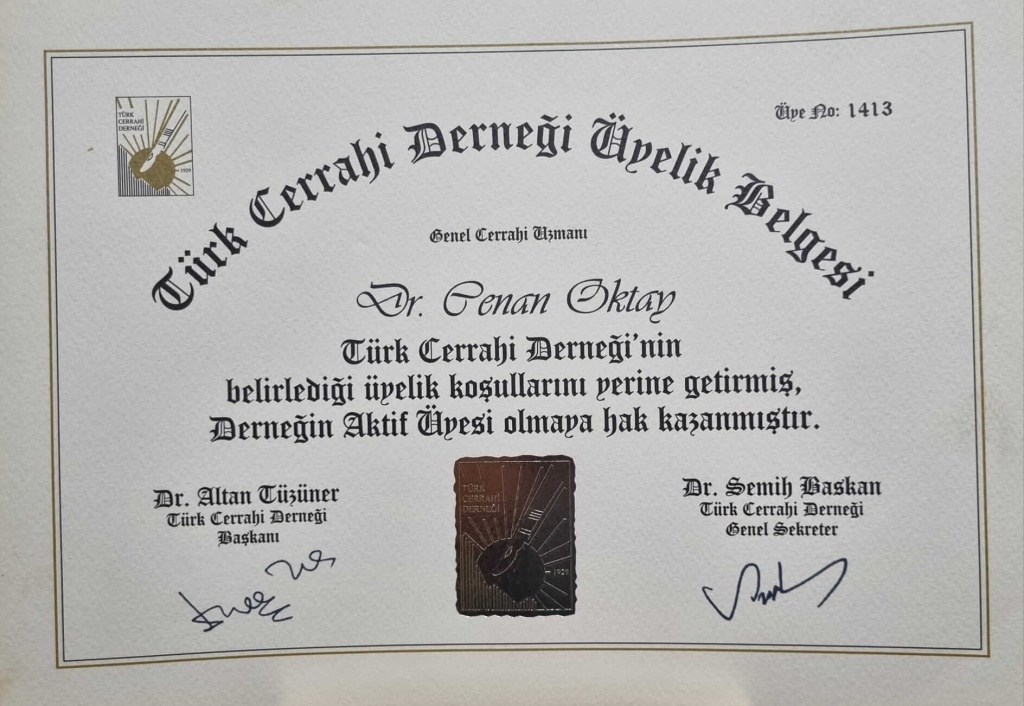 TÜRK
CERRAHİ
DERNEĞİ
1929
Üye No: 1413
Türk Cerrahi Derneği Üyelik Belgesi
Genel Cerrahi Uzmanı
Dr. Cenan Oktay
Türk Cerrahi Derneği'nin
belirlediği üyelik koşullarını yerine getirmiş,
Derneğin Aktif Üyesi olmaya hak kazanmıştır.
Dr. Altan Tüzüner
Türk Cerrahi Derneği
Başkanı
TÜRK
CERRAHİ
DERNEĞİ
1929
Dr. Semih Baskan
Türk Cerrahi Derneği
Genel Sekreter